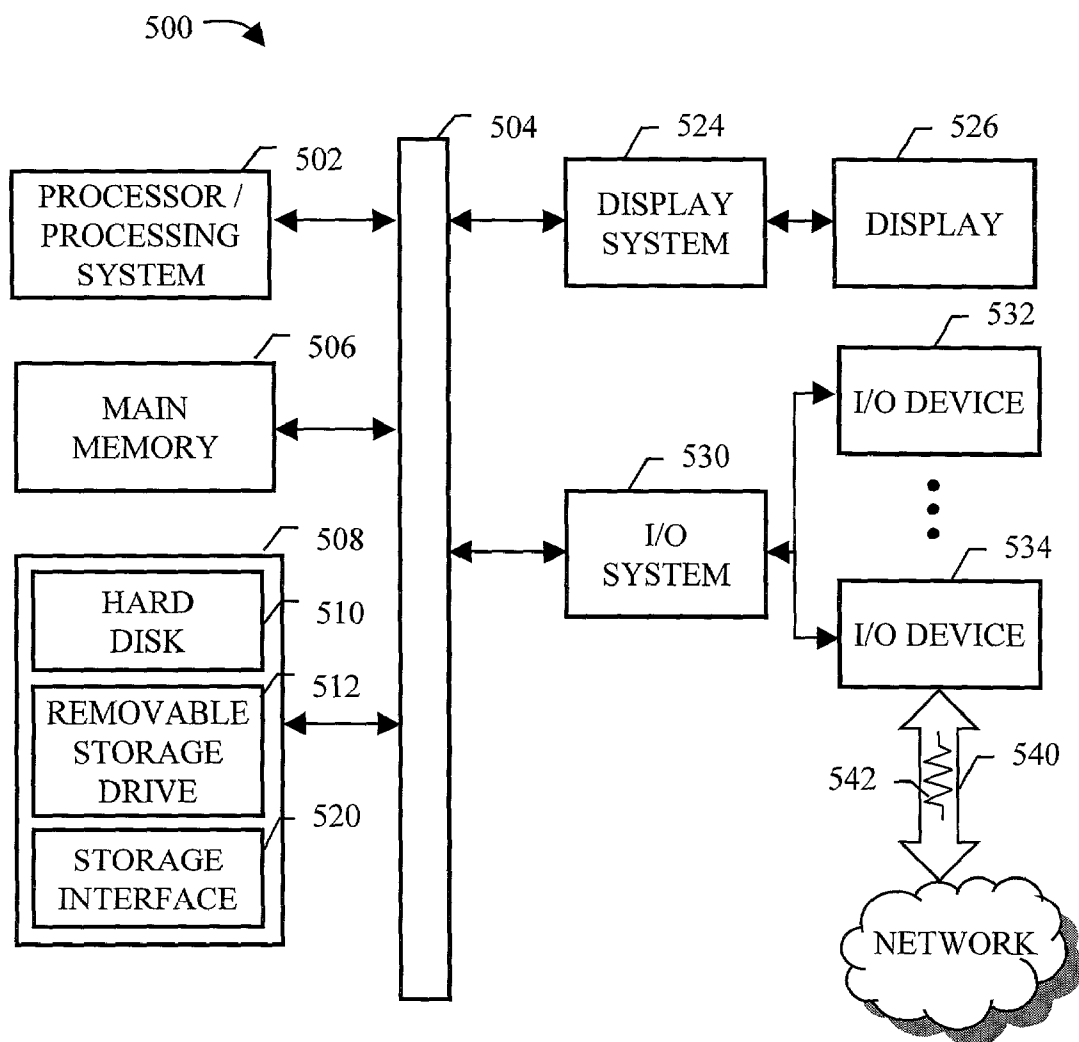 500
504
524
526
502
PROCESSOR /
PROCESSING
SYSTEM
DISPLAY
SYSTEM
DISPLAY
506
MAIN
MEMORY
532
I/O DEVICE
530
I/O
SYSTEM
534
I/O DEVICE
508
HARD
DISK
510
512
REMOVABLE
STORAGE
DRIVE
520
STORAGE
INTERFACE
542
540
NETWORK